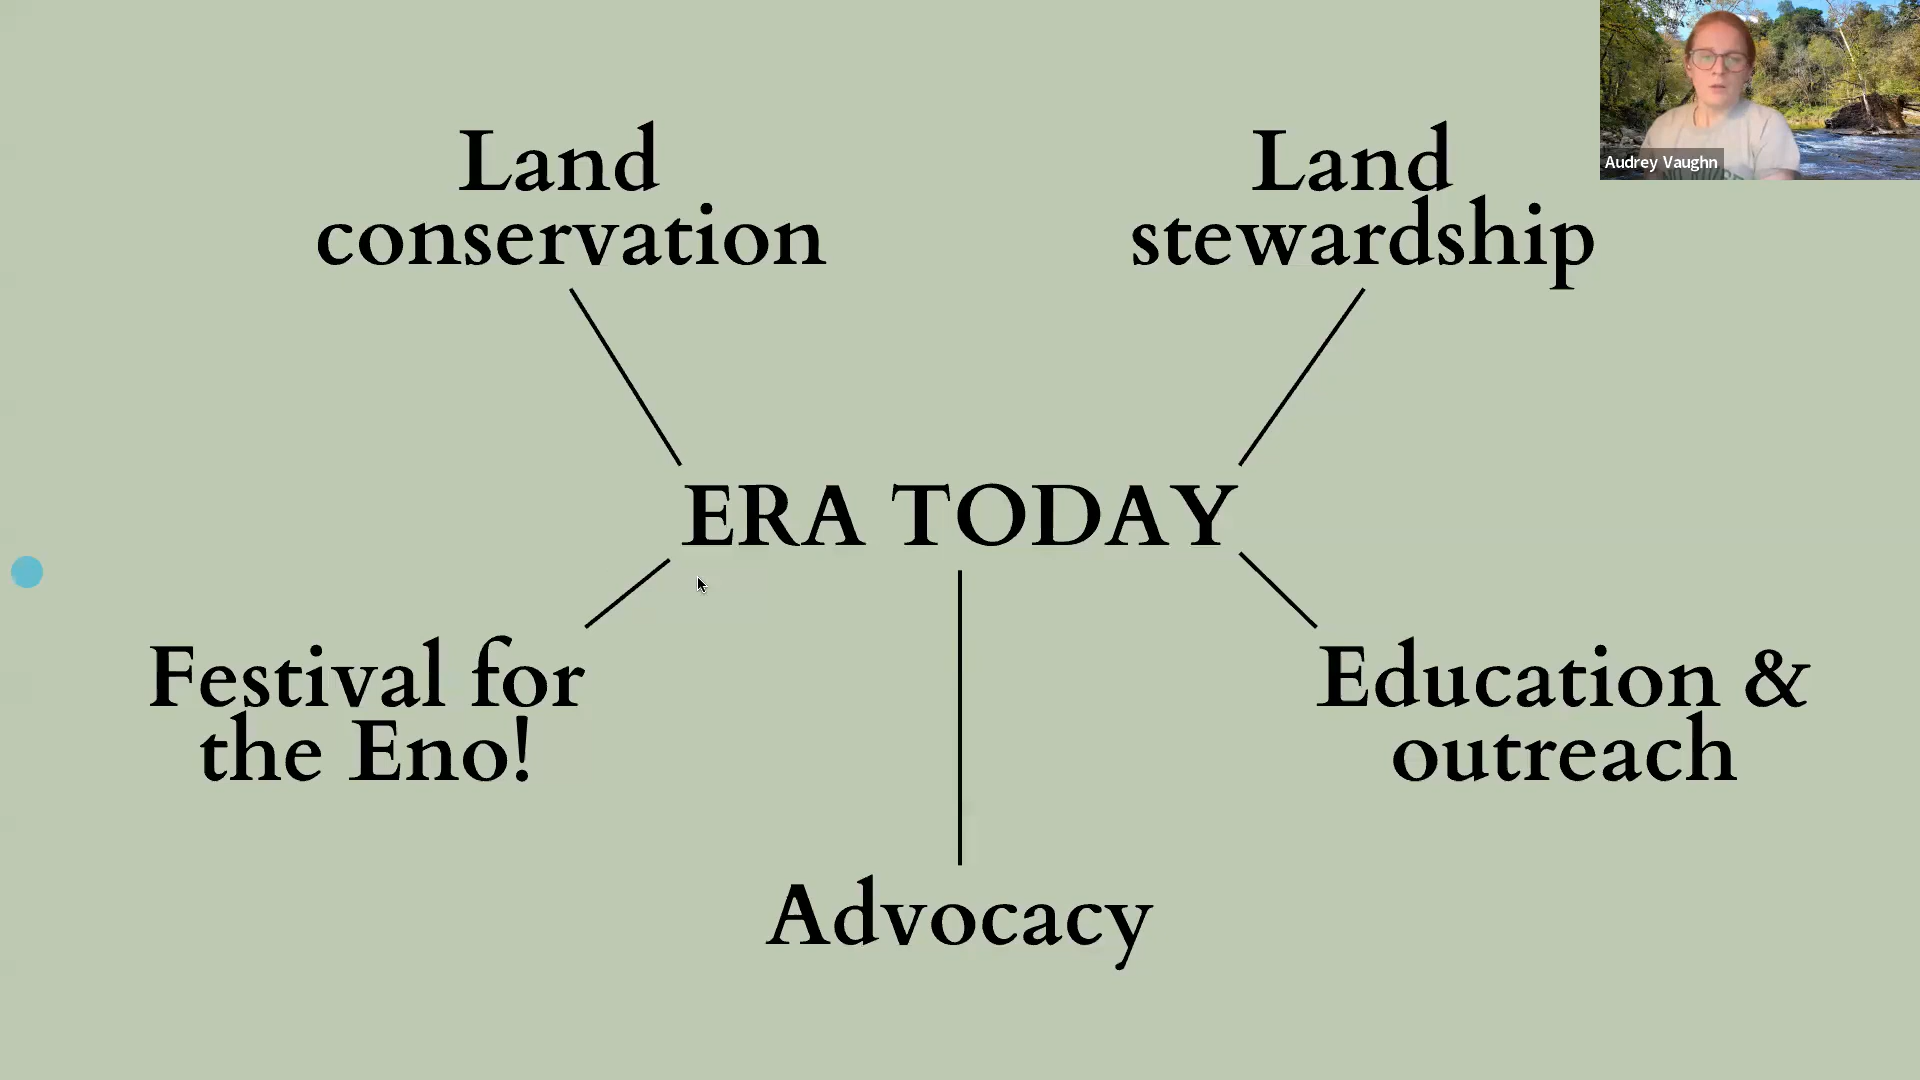 Land
conservation
Land
stewardship
Audrey Vaughn
ERA TODAY
Festival for
the Eno!
Education &
outreach
Advocacy